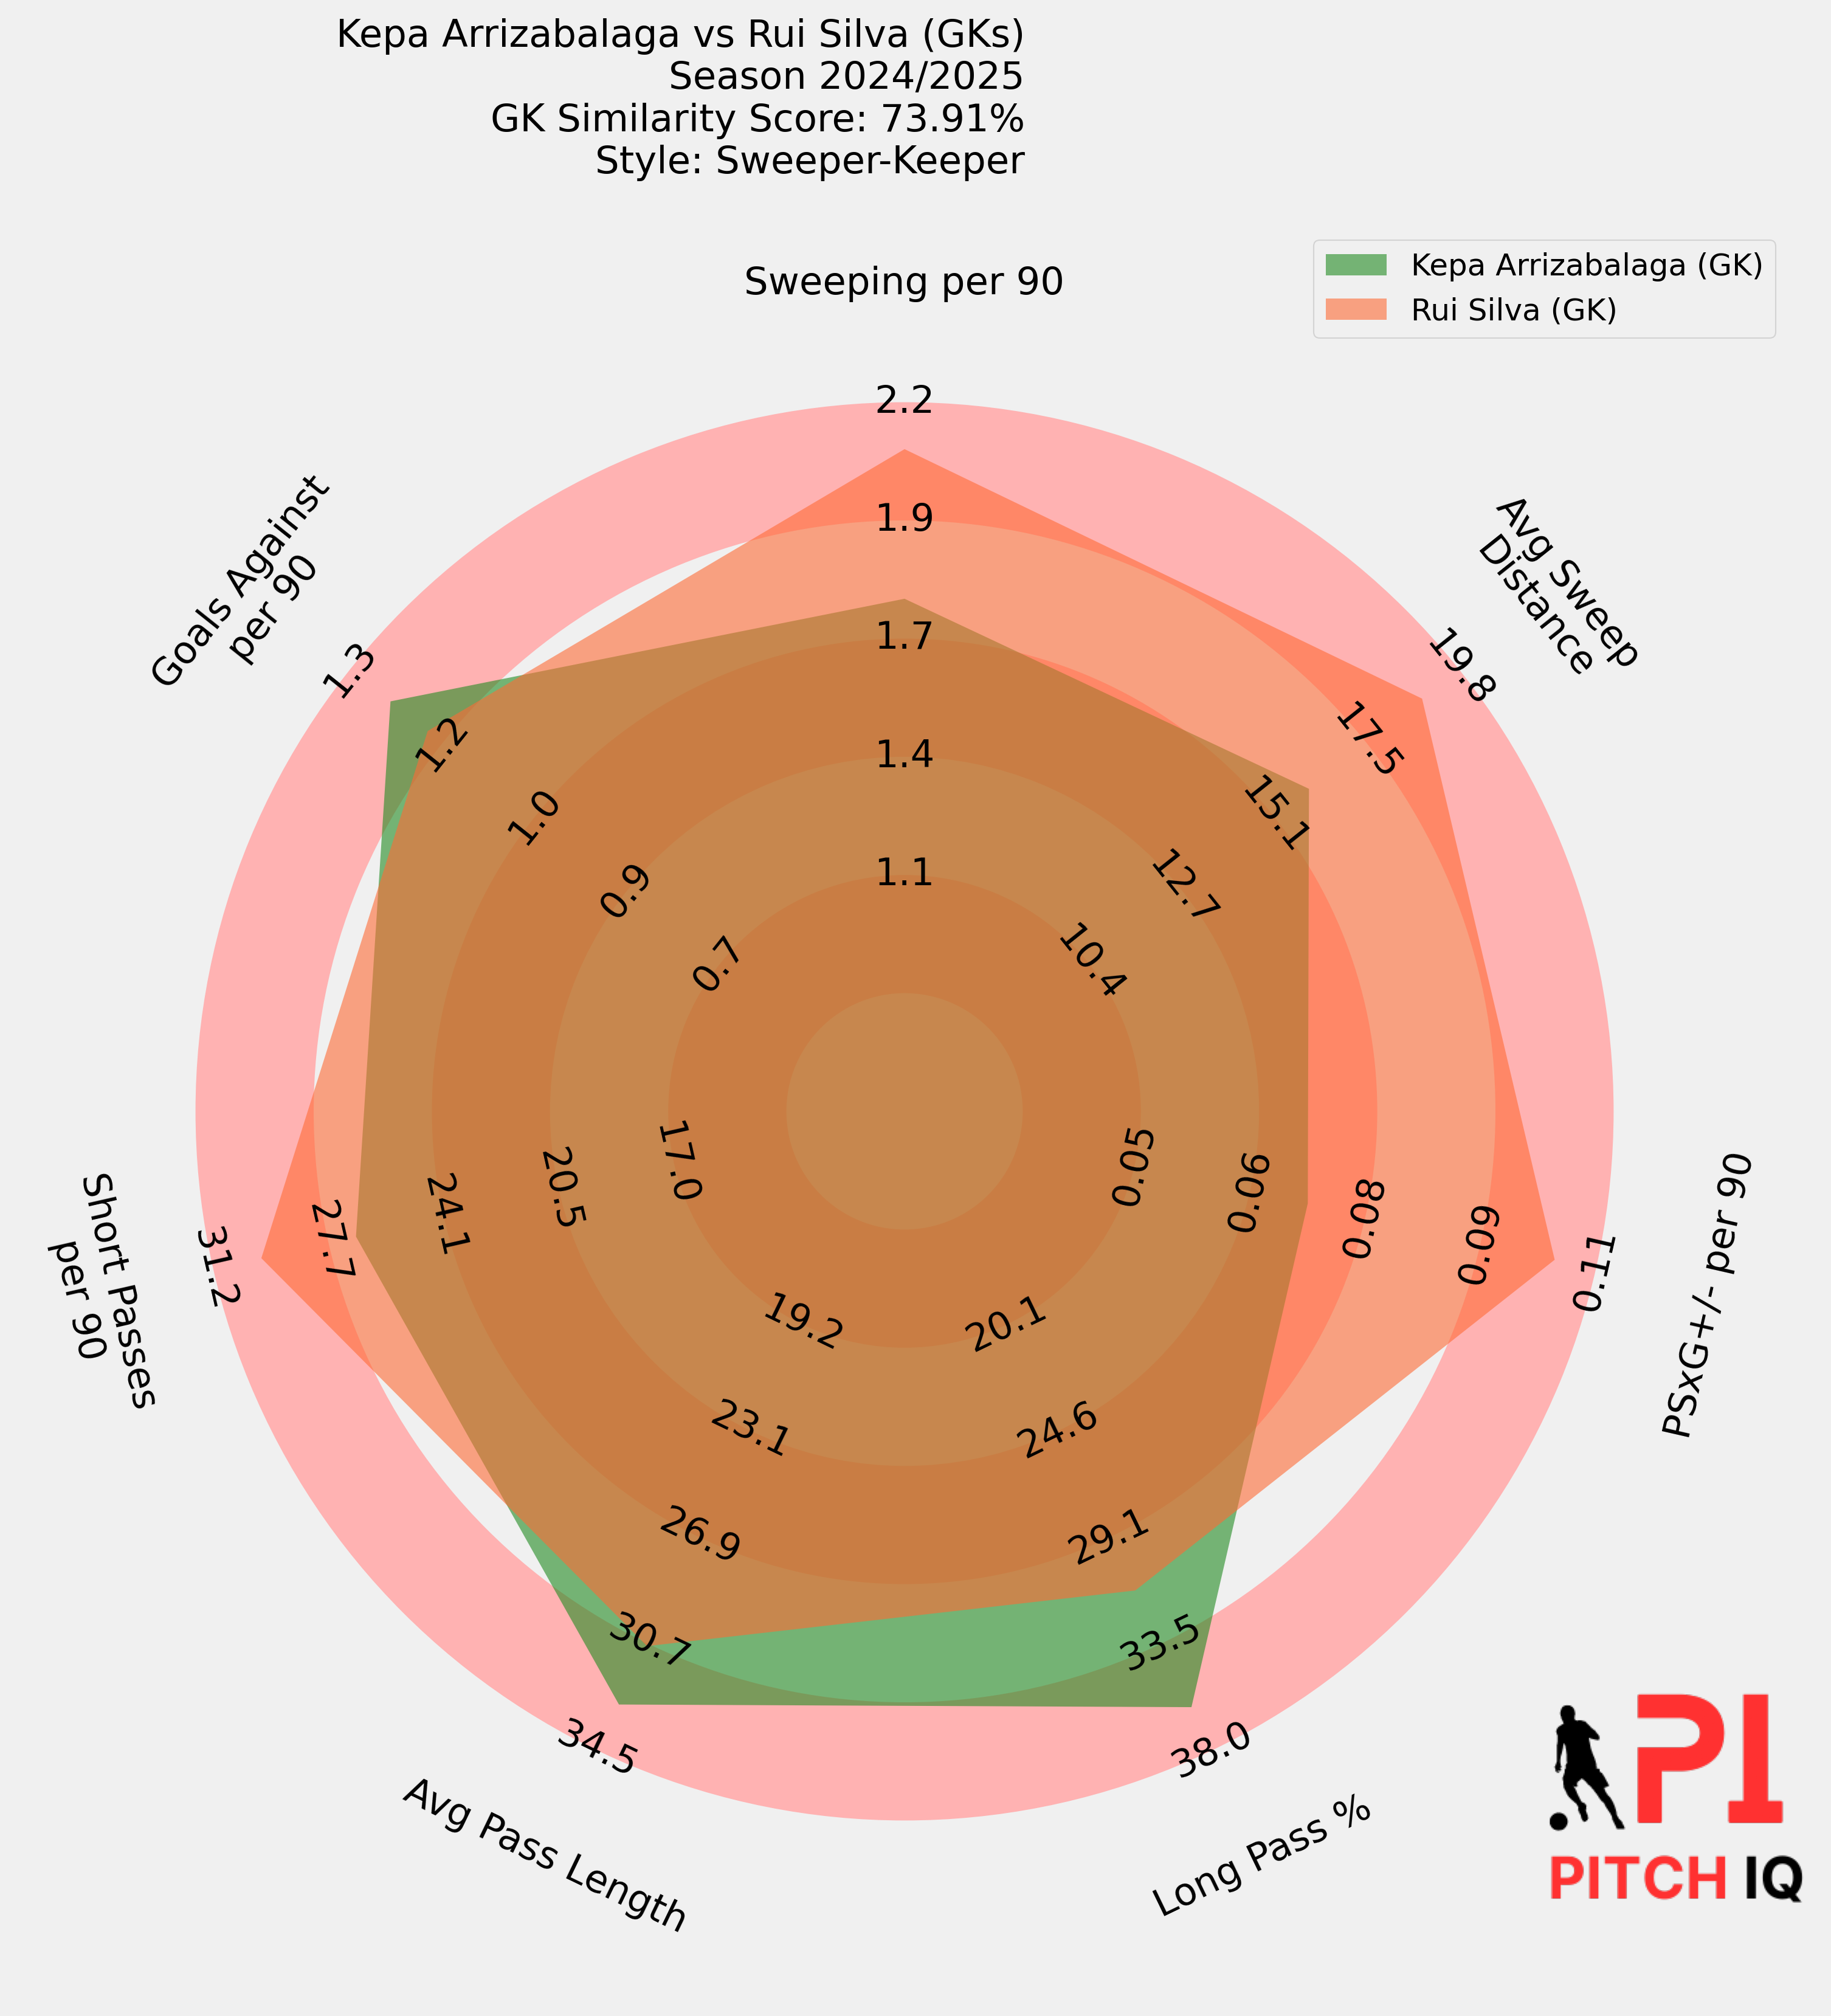 Kepa Arrizabalaga vs Rui Silva (GKs)
Season 2024/2025
GK Similarity Score: 73.91%
Style: Sweeper-Keeper
Kepa Arrizabalaga (GK)
Rui Silva (GK)
Sweeping per 90
2.2
1.9
1.7
1.4
1.1
Avg Sweep
Distance
19.8
17.5
15.1
12.7
10.4
PSxG+/- per 90
0.11
0.09
0.08
0.06
0.05
Long Pass %
38.0
33.5
29.1
24.6
20.1
Avg Pass Length
34.5
30.7
26.9
23.1
19.2
Short Passes
per 90
31.2
27.7
24.1
20.5
17.0
Goals Against
per 90
1.3
1.2
1.0
0.9
0.7
PI
PITCH IQ